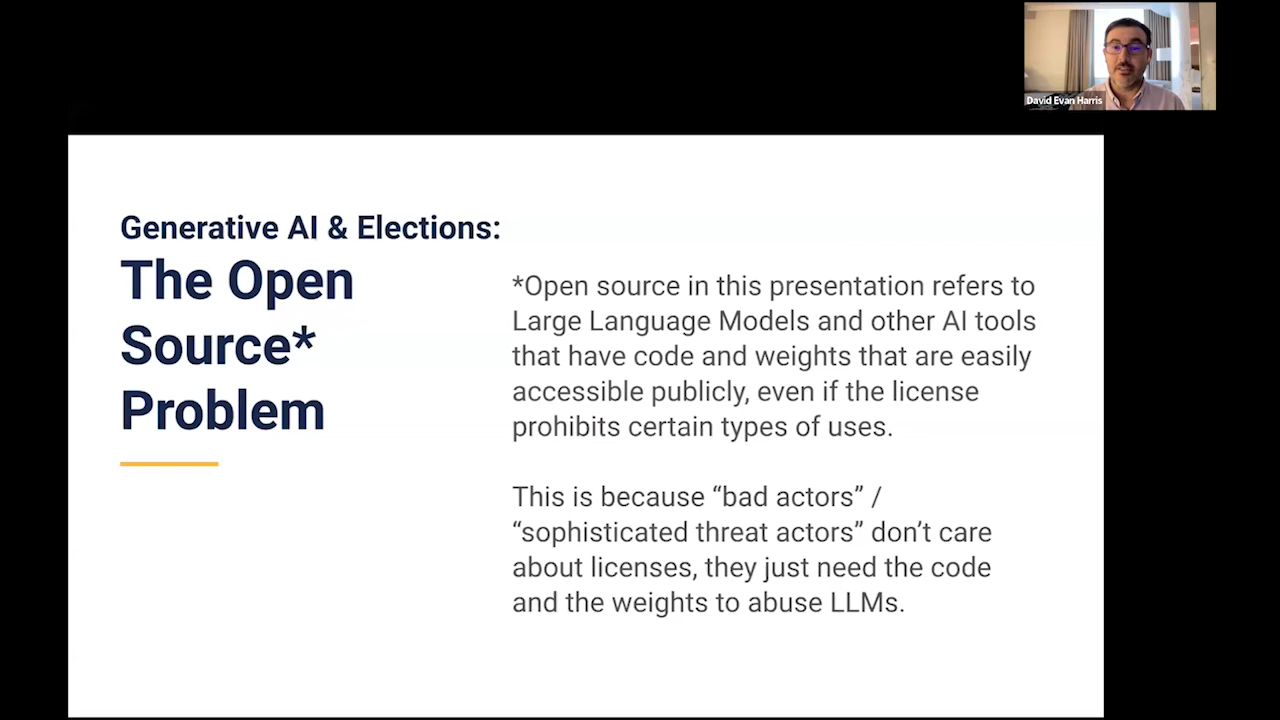 David Evan Harris
Generative AI & Elections:
The Open
Source*
Problem
*Open source in this presentation refers to
Large Language Models and other AI tools
that have code and weights that are easily
accessible publicly, even if the license
prohibits certain types of uses.
This is because “bad actors” /
“sophisticated threat actors” don’t care
about licenses, they just need the code
and the weights to abuse LLMs.